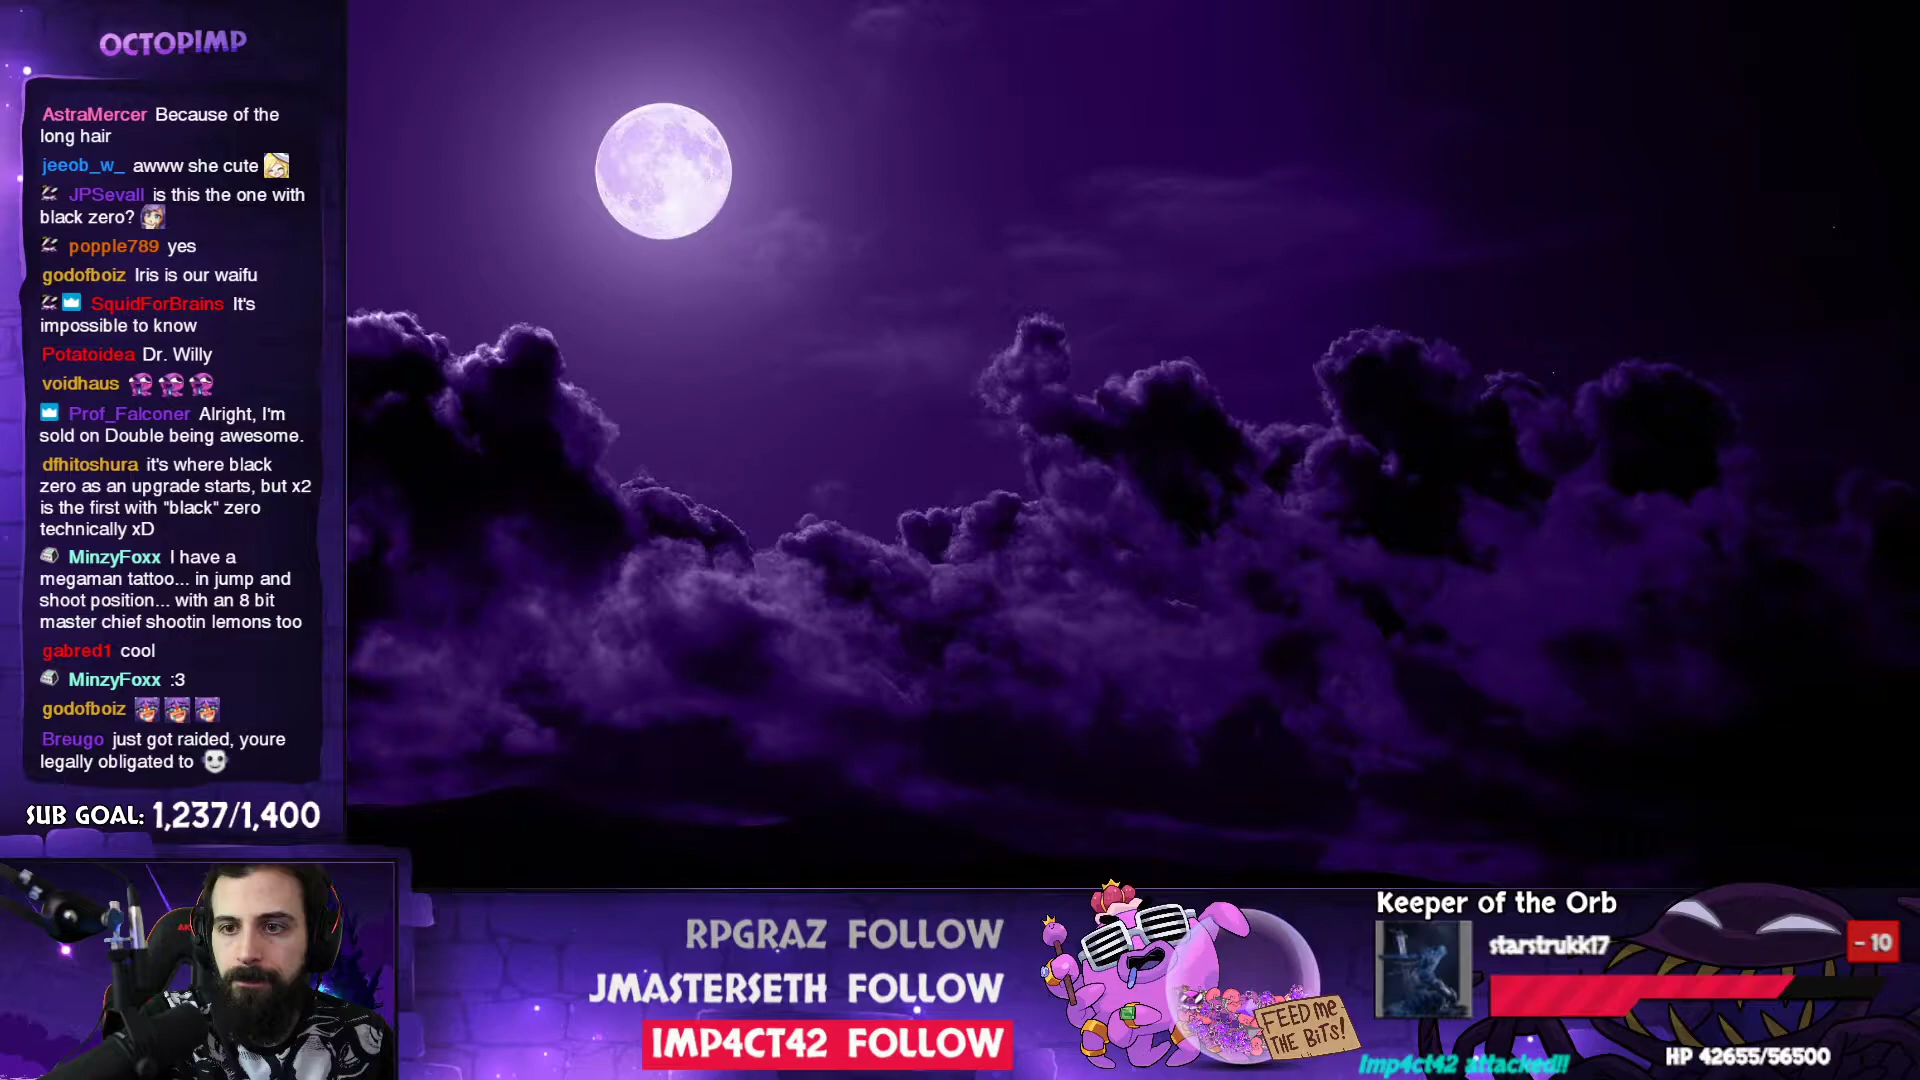 OCTOPIMP
AstraMercer Because of the
long hair
jeeob_w_ awww she cute
JPSevall is this the one with
black zero?
popple789 yes
godofboiz Iris is our waifu
SquidForBrains It's
impossible to know
Potatoidea Dr. Willy
voidhaus
Prof_Falconer Alright, I'm
sold on Double being awesome.
dfhitoshura it's where black
zero as an upgrade starts, but x2
is the first with "black" zero
technically xD
MinzyFoxx I have a
megaman tattoo... in jump and
shoot position... with an 8 bit
master chief shootin lemons too
gabred1 cool
MinzyFoxx :3
godofboiz
Breugo just got raided, youre
legally obligated to
SUB GOAL: 1,237/1,400
RPGRAZ FOLLOW
JMASTERSETH FOLLOW
IMP4CT42 FOLLOW
FEED ME
THE BITS!
Keeper of the Orb
starstrukk17
- 10
HP 42655/56500
Imp4ct42 attacked!!